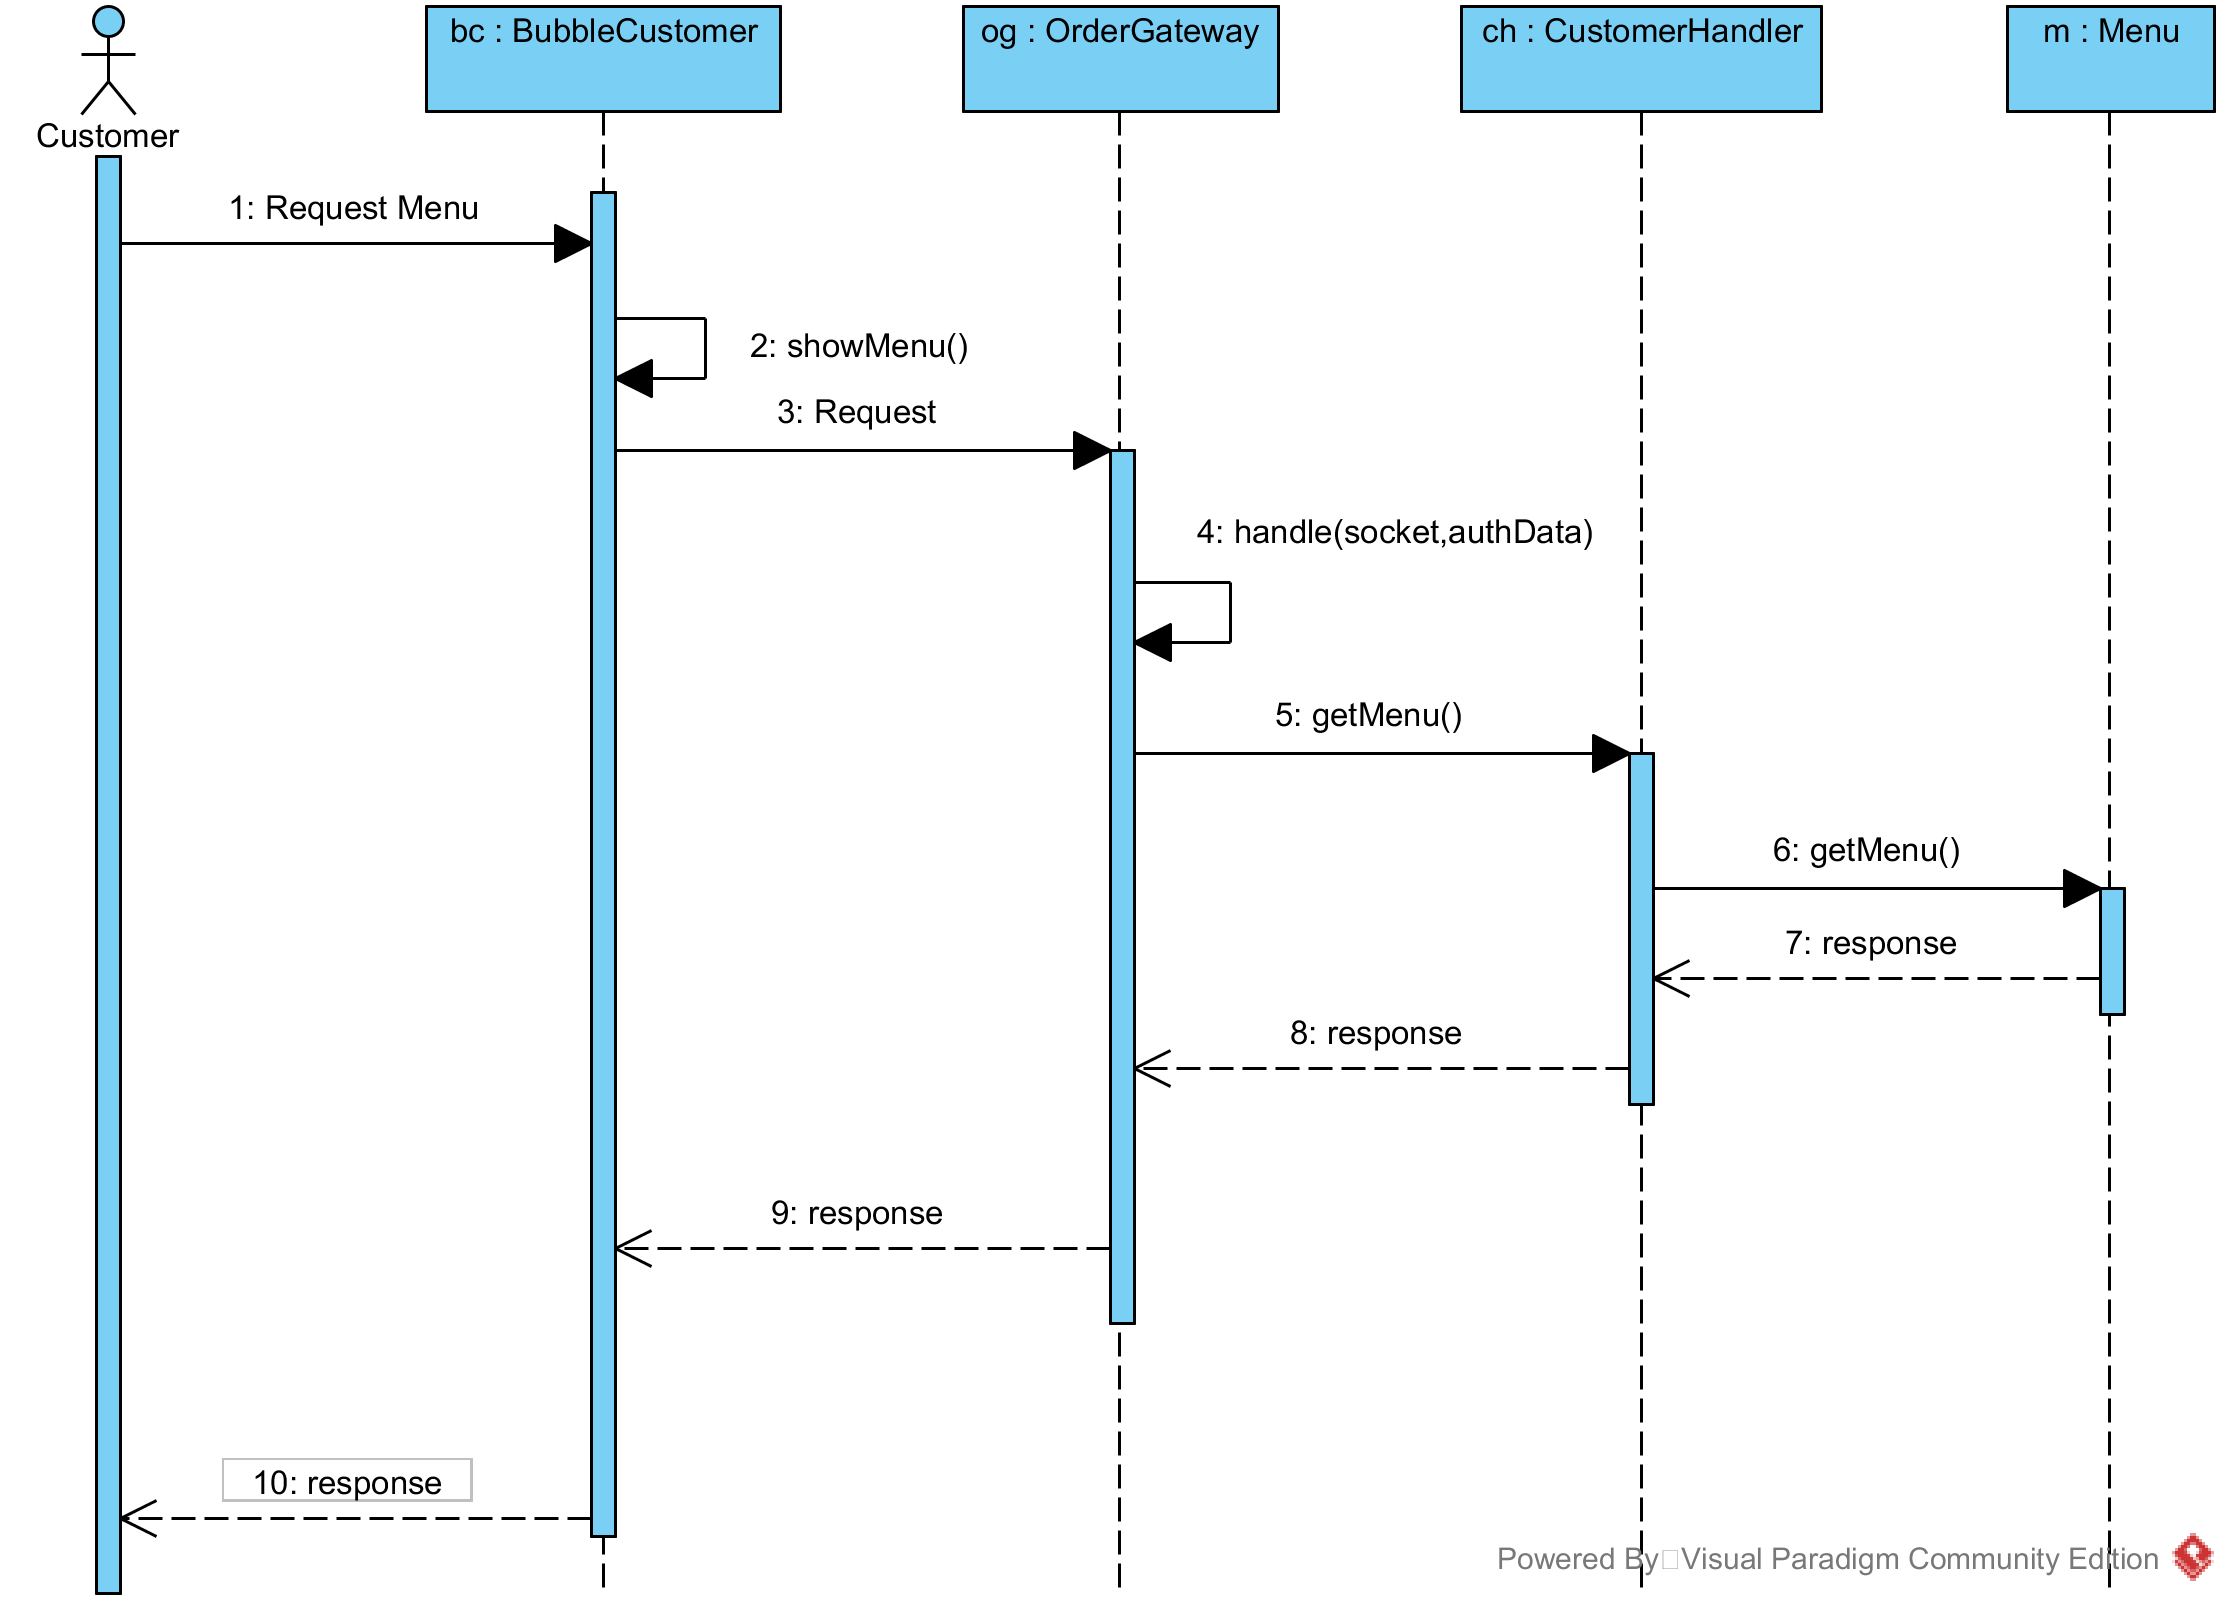 bc : BubbleCustomer
og : OrderGateway
ch : CustomerHandler
m : Menu
Customer
1: Request Menu
2: showMenu()
3: Request
4: handle(socket,authData)
5: getMenu()
6: getMenu()
7: response
8: response
9: response
10: response
Powered By Visual Paradigm Community Edition